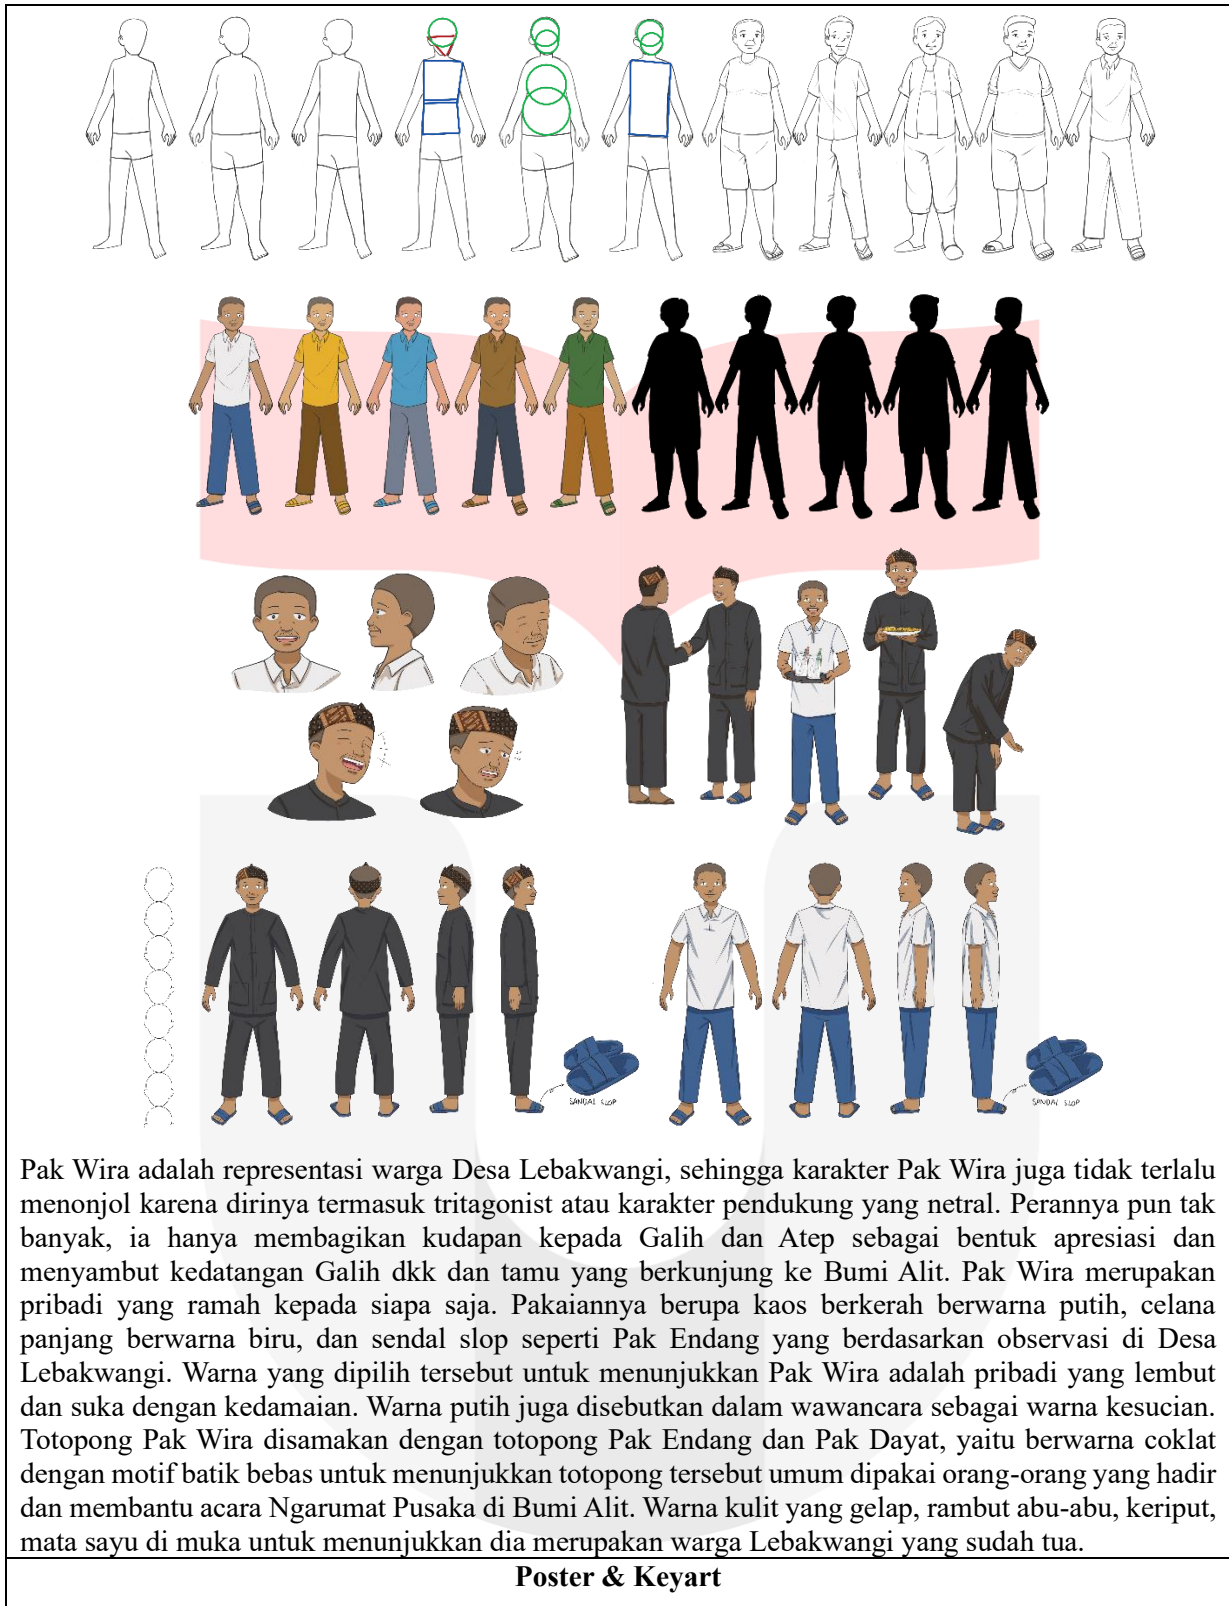 SANDAL SLOP
SANDAL SLOP
Pak Wira adalah representasi warga Desa Lebakwangi, sehingga karakter Pak Wira juga tidak terlalu
menonjol karena dirinya termasuk tritagonist atau karakter pendukung yang netral. Perannya pun tak
banyak, ia hanya membagikan kudapan kepada Galih dan Atep sebagai bentuk apresiasi dan
menyambut kedatangan Galih dkk dan tamu yang berkunjung ke Bumi Alit. Pak Wira merupakan
pribadi yang ramah kepada siapa saja. Pakaiannya berupa kaos berkerah berwarna putih, celana
panjang berwarna biru, dan sendal slop seperti Pak Endang yang berdasarkan observasi di Desa
Lebakwangi. Warna yang dipilih tersebut untuk menunjukkan Pak Wira adalah pribadi yang lembut
dan suka dengan kedamaian. Warna putih juga disebutkan dalam wawancara sebagai warna kesucian.
Totopong Pak Wira disamakan dengan totopong Pak Endang dan Pak Dayat, yaitu berwarna coklat
dengan motif batik bebas untuk menunjukkan totopong tersebut umum dipakai orang-orang yang hadir
dan membantu acara Ngarumat Pusaka di Bumi Alit. Warna kulit yang gelap, rambut abu-abu, keriput,
mata sayu di muka untuk menunjukkan dia merupakan warga Lebakwangi yang sudah tua.
Poster & Keyart